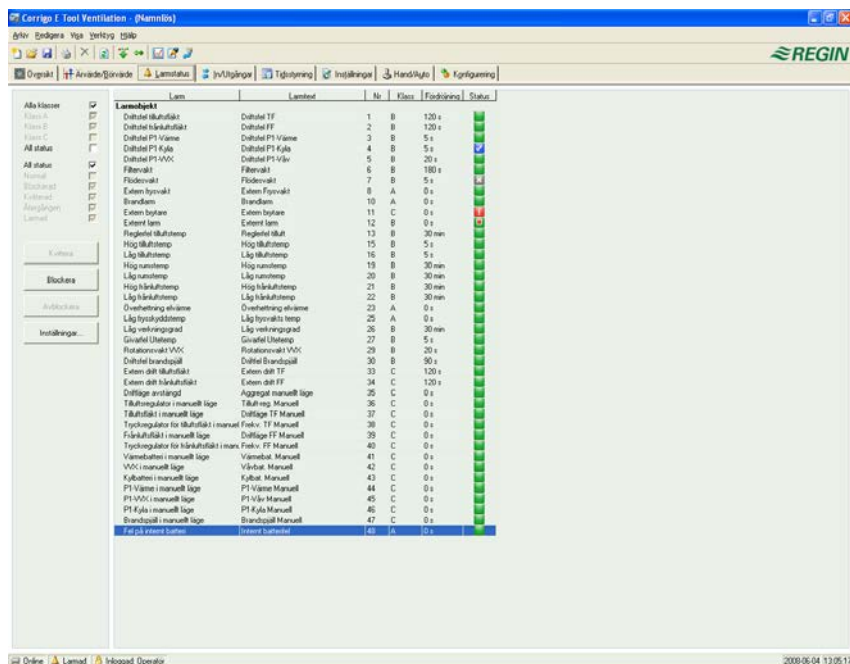 Corrigo E Tool Ventilation - (Namnlös)
Arkiv Redigera Visa Verktyg Hjälp
REGIN
Översikt Ärvärde/Börvärde Larmstatus In/Utgångar Tidsstyrning Inställningar Hand/Auto Konfigurering
Larm Larmtext Nr Klass Fördröjning Status
Alla klasser
Klass A
Klass B
Klass C
All status
All status
Normal
Blockerad
Kvitterad
Återgången
Larmad
Kvittera
Blockera
Avblockera
Inställningar...
Larmobjekt
Driftsfel tilluftsfläkt Driftsfel TF 1 B 120 s
Driftsfel frånluftsfläkt Driftsfel FF 2 B 120 s
Driftsfel P1-Värme Driftsfel P1-Värme 3 B 5 s
Driftsfel P1-Kyla Driftsfel P1-Kyla 4 B 5 s
Driftsfel P1-VVX Driftsfel P1-Våv 5 B 20 s
Filtervakt Filtervakt 6 B 180 s
Flödesvakt Flödesvakt 7 B 5 s
Extern frysvakt Extern Frysvakt 8 A 0 s
Brandlarm Brandlarm 10 A 0 s
Extern brytare Extern brytare 11 C 0 s
Externt larm Externt larm 12 B 0 s
Reglerfel tilluftstemp Reglerfel tilluft 13 B 30 min
Hög tilluftstemp Hög tilluftstemp 15 B 5 s
Låg tilluftstemp Låg tilluftstemp 16 B 5 s
Hög rumstemp Hög rumstemp 19 B 30 min
Låg rumstemp Låg rumstemp 20 B 30 min
Hög frånluftstemp Hög frånluftstemp 21 B 30 min
Låg frånluftstemp Låg frånluftstemp 22 B 30 min
Överhettning elvärme Överhettning elvärme 23 A 0 s
Låg frysskyddstemp Låg frysvakts temp 25 A 0 s
Låg verkningsgrad Låg verkningsgrad 26 B 30 min
Givarfel Utetemp Givarfel Utetemp 27 B 5 s
Rotationsvakt VVX Rotationsvakt VVX 29 B 20 s
Driftsfel brandspjäll Driftfel Brandspjäll 30 B 90 s
Extern drift tilluftsfläkt Extern drift TF 33 C 120 s
Extern drift frånluftsfläkt Extern drift FF 34 C 120 s
Driftläge avstängd Aggregat manuellt läge 35 C 0 s
Tilluftsregulator i manuellt läge Tilluft-reg. Manuell 36 C 0 s
Tilluftsfläkt i manuellt läge Driftläge TF Manuell 37 C 0 s
Tryckregulator för tilluftsfläkt i manuel Frekv. TF Manuell 38 C 0 s
Frånluftsfläkt i manuellt läge Driftläge FF Manuell 39 C 0 s
Tryckregulator för frånluftsfläkt i manu Frekv. FF Manuell 40 C 0 s
Värmebatteri i manuellt läge Värmebat. Manuell 41 C 0 s
VVX i manuellt läge Våvbat. Manuell 42 C 0 s
Kylbatteri i manuellt läge Kylbat. Manuell 43 C 0 s
P1-Värme i manuellt läge P1-Värme Manuell 44 C 0 s
P1-VVX i manuellt läge P1-Våv Manuell 45 C 0 s
P1-Kyla i manuellt läge P1-Kyla Manuell 46 C 0 s
Brandspjäll i manuellt läge Brandspjäll Manuell 47 C 0 s
Fel på internt batteri Internt batterifel 48 A 0 s
Online Larmad Inloggad: Operator 2008-06-04 13:05:17